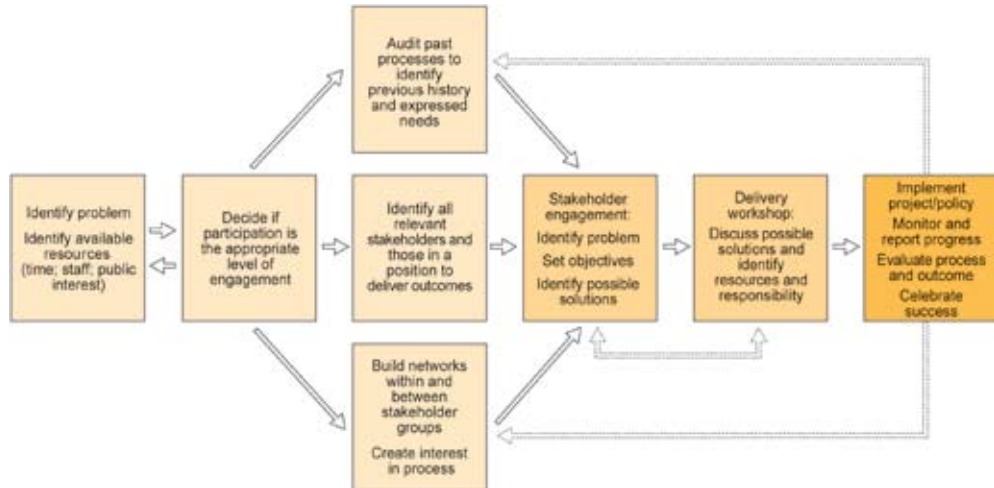 Audit past
processes to
identify
previous history
and expressed
needs
Identify problem
Identify available
resources
(time; staff; public
interest)
Decide if
participation is
the appropriate
level of
engagement
Identify all
relevant
stakeholders and
those in a
position to
deliver outcomes
Stakeholder
engagement:
Identify problem
Set objectives
Identify possible
solutions
Delivery
workshop:
Discuss possible
solutions and
identify
resources and
responsibility
Implement
project/policy
Monitor and
report progress
Evaluate process
and outcome
Celebrate
success
Build networks
within and
between
stakeholder
groups
Create interest
in process